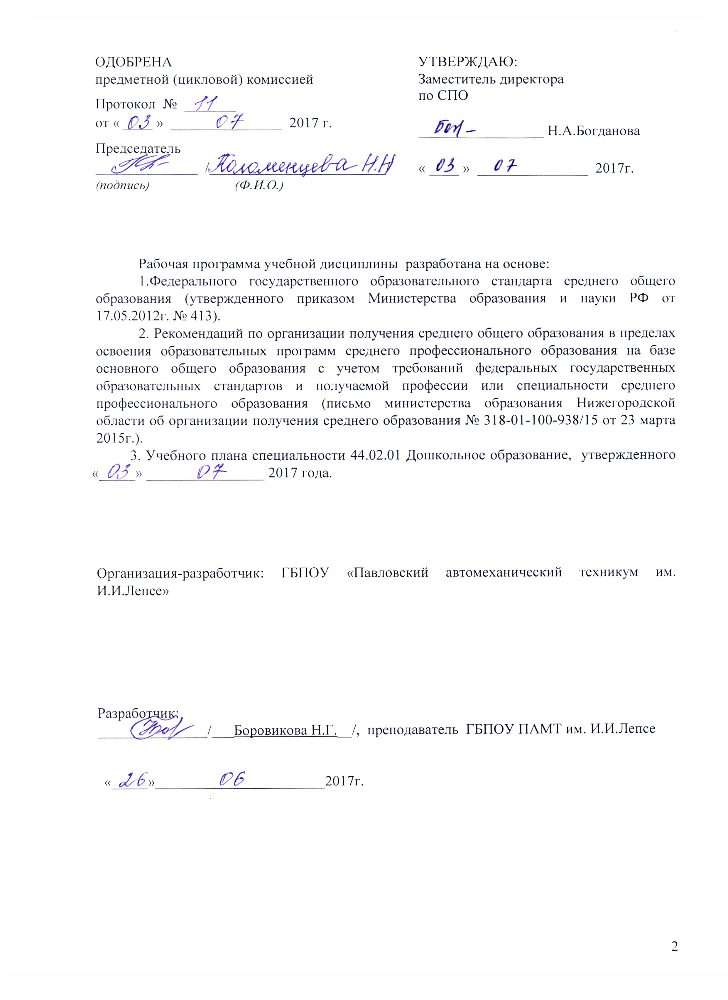 ОДОБРЕНА
предметной (цикловой) комиссией
Протокол № 11
от « 03 » 07 2017 г.
Председатель
/ Коломенцева Н.Н
(подпись) (Ф.И.О.)
УТВЕРЖДАЮ:
Заместитель директора
по СПО
Н.А.Богданова
« 03 » 07 2017г.
Рабочая программа учебной дисциплины разработана на основе:
1.Федерального государственного образовательного стандарта среднего общего
образования (утвержденного приказом Министерства образования и науки РФ от
17.05.2012г. № 413).
2. Рекомендаций по организации получения среднего общего образования в пределах
освоения образовательных программ среднего профессионального образования на базе
основного общего образования с учетом требований федеральных государственных
образовательных стандартов и получаемой профессии или специальности среднего
профессионального образования (письмо министерства образования Нижегородской
области об организации получения среднего образования № 318-01-100-938/15 от 23 марта
2015г.).
3. Учебного плана специальности 44.02.01 Дошкольное образование, утвержденного
« 03 » 07 2017 года.
Организация-разработчик: ГБПОУ «Павловский автомеханический техникум им.
И.И.Лепсе»
Разработчик:
/ Боровикова Н.Г. /, преподаватель ГБПОУ ПАМТ им. И.И.Лепсе
« 26 » 06 2017г.
2